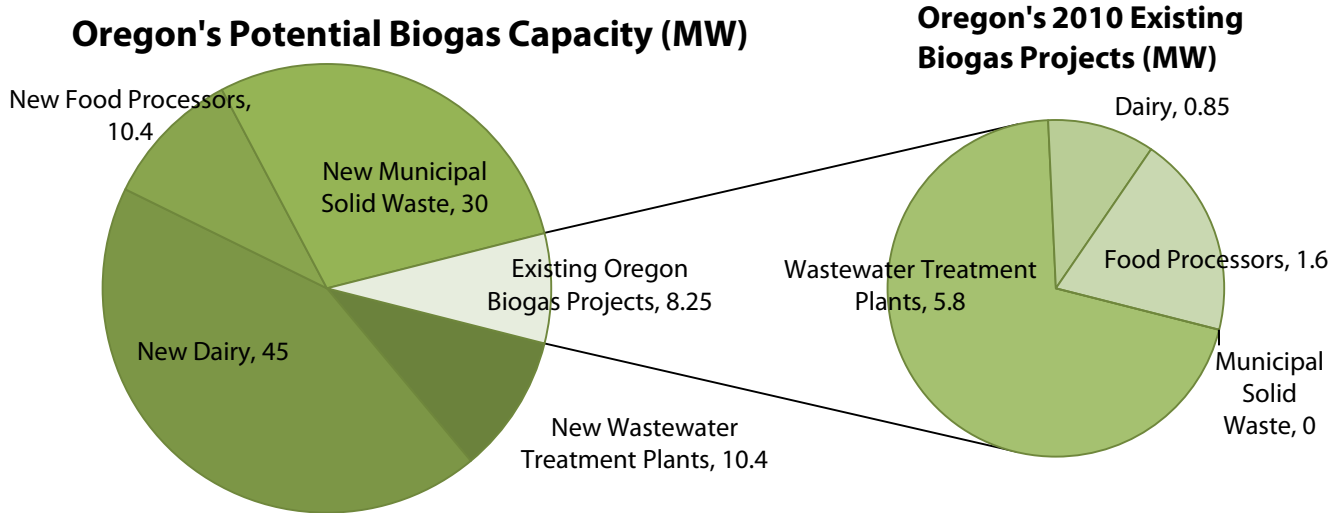 Oregon's Potential Biogas Capacity (MW)
New Food Processors,
10.4
New Municipal
Solid Waste, 30
Existing Oregon
Biogas Projects, 8.25
New Dairy, 45
New Wastewater
Treatment Plants, 10.4
Oregon's 2010 Existing
Biogas Projects (MW)
Dairy, 0.85
Wastewater Treatment
Plants, 5.8
Food Processors, 1.6
Municipal
Solid
Waste, 0